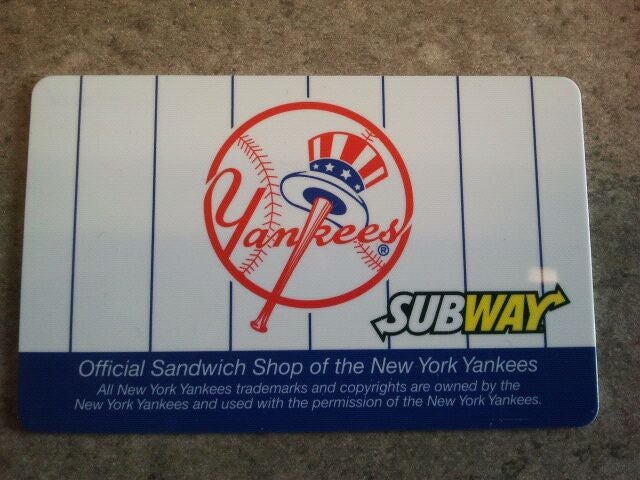 Yankees®
SUBWAY
Official Sandwich Shop of the New York Yankees
All New York Yankees trademarks and copyrights are owned by the
New York Yankees and used with the permission of the New York Yankees.